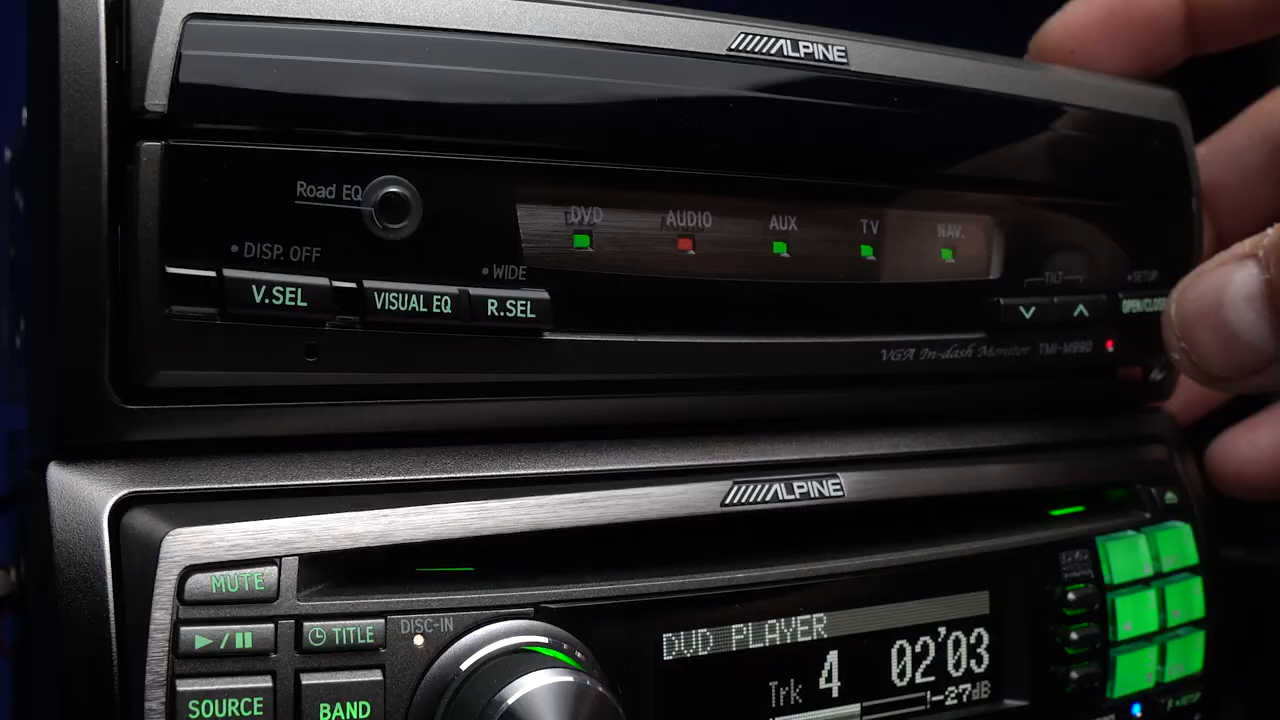 ALPINE
Road EQ
DVD AUDIO AUX TV NAV.
DISP. OFF
WIDE
TILT
SETUP
V.SEL VISUAL EQ R.SEL
OPEN/CLOSE
VGA In-dash Monitor TMI-M990
ALPINE
MUTE
TITLE
DISC-IN
DVD PLAYER
Trk 4 02'03
-27dB
SOURCE BAND